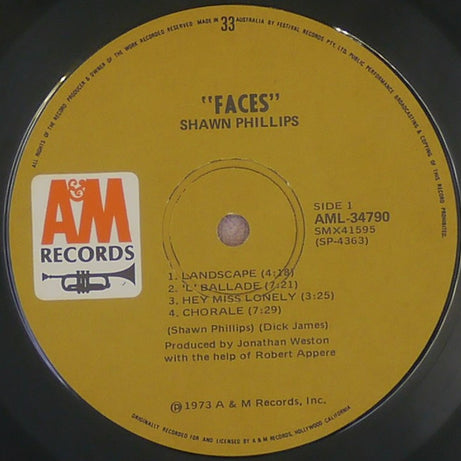 ALL RIGHTS OF THE RECORD PRODUCER & OWNER OF THE WORK RECORDED RESERVED. MADE IN 33 AUSTRALIA BY FESTIVAL RECORDS PTY. LTD. PUBLIC PERFORMANCE BROADCASTING & COPYING OF THIS RECORD PROHIBITED.
"FACES"
SHAWN PHILLIPS
A&M
RECORDS
SIDE 1
AML-34790
SMX41595
(SP-4363)
1. LANDSCAPE (4:18)
2. 'L' BALLADE (7:21)
3. HEY MISS LONELY (3:25)
4. CHORALE (7:29)
(Shawn Phillips) (Dick James)
Produced by Jonathan Weston
with the help of Robert Appere
℗ 1973 A & M Records, Inc.
ORIGINALLY RECORDED FOR AND LICENSED BY A & M RECORDS, HOLLYWOOD, CALIFORNIA